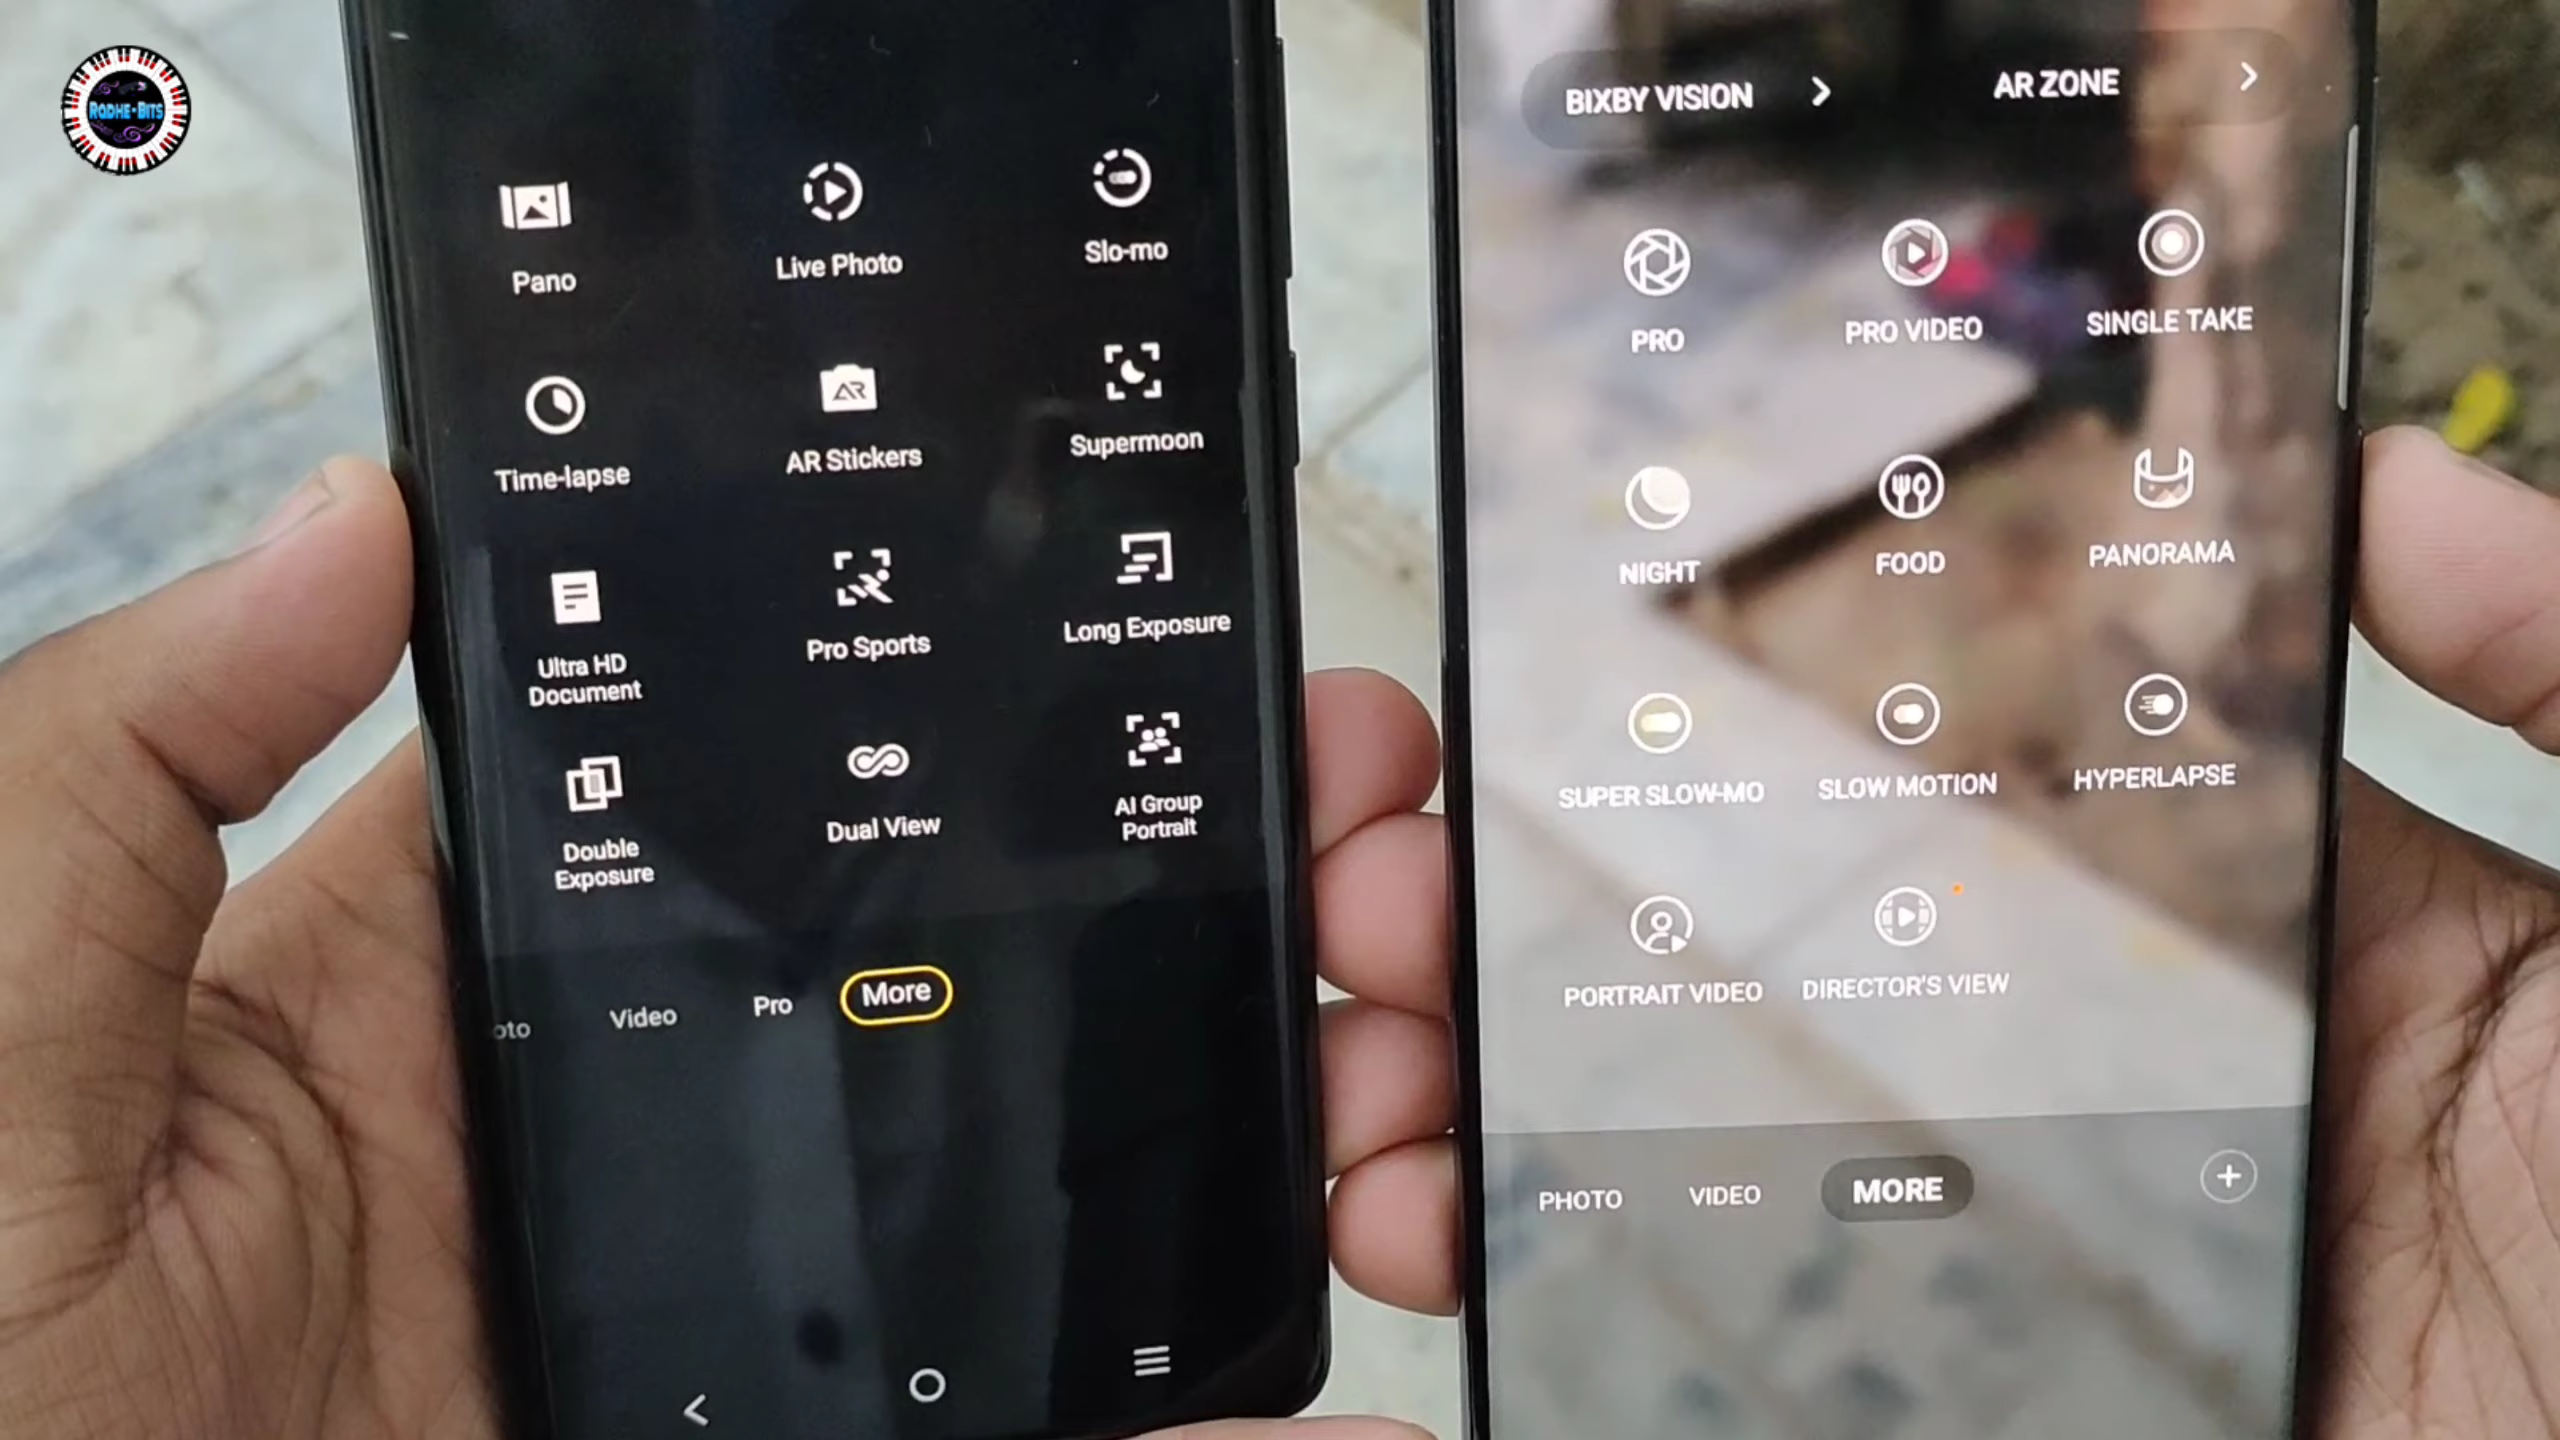 RODHE-BITS
Pano
Live Photo
Slo-mo
Time-lapse
AR
AR Stickers
Supermoon
Ultra HD
Document
Pro Sports
Long Exposure
Double
Exposure
Dual View
AI Group
Portrait
oto
Video
Pro
More
BIXBY VISION
AR ZONE
PRO
PRO VIDEO
SINGLE TAKE
NIGHT
FOOD
PANORAMA
SUPER SLOW-MO
SLOW MOTION
HYPERLAPSE
PORTRAIT VIDEO
DIRECTOR'S VIEW
PHOTO
VIDEO
MORE